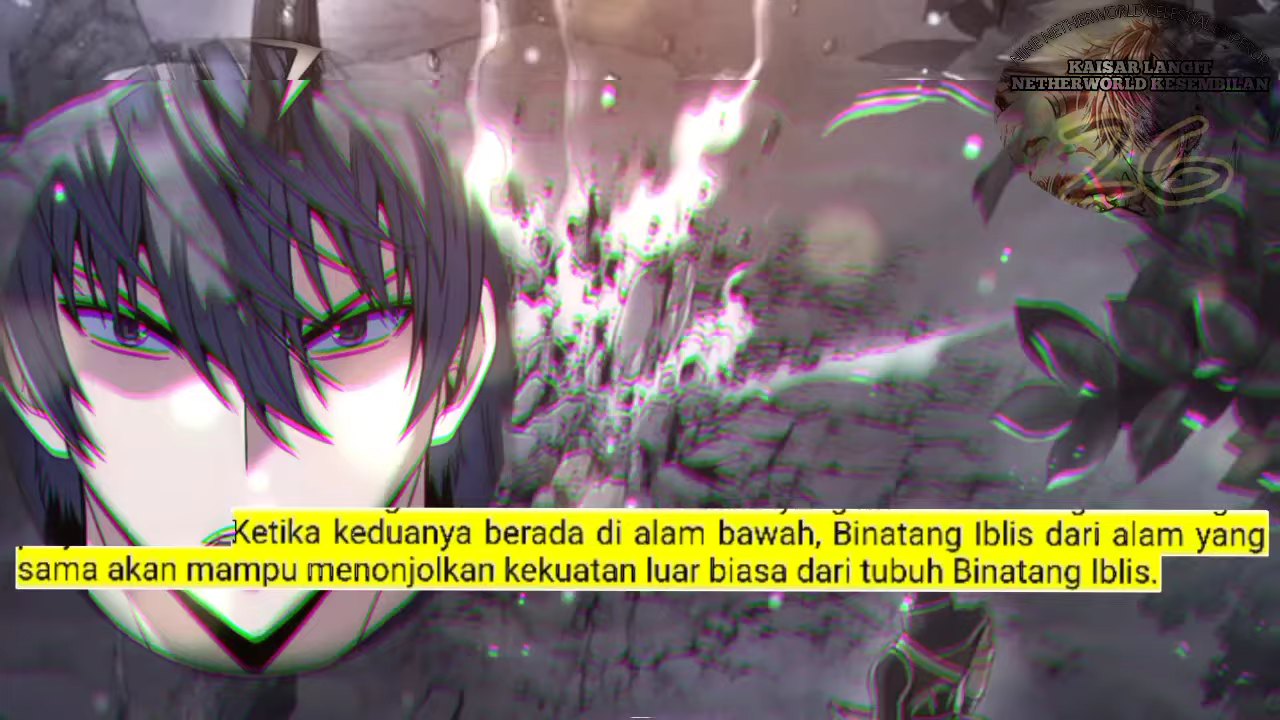 KAISAR LANGIT
NETHERWORLD KESEMBILAN
26
Ketika keduanya berada di alam bawah, Binatang Iblis dari alam yang
sama akan mampu menonjolkan kekuatan luar biasa dari tubuh Binatang Iblis.